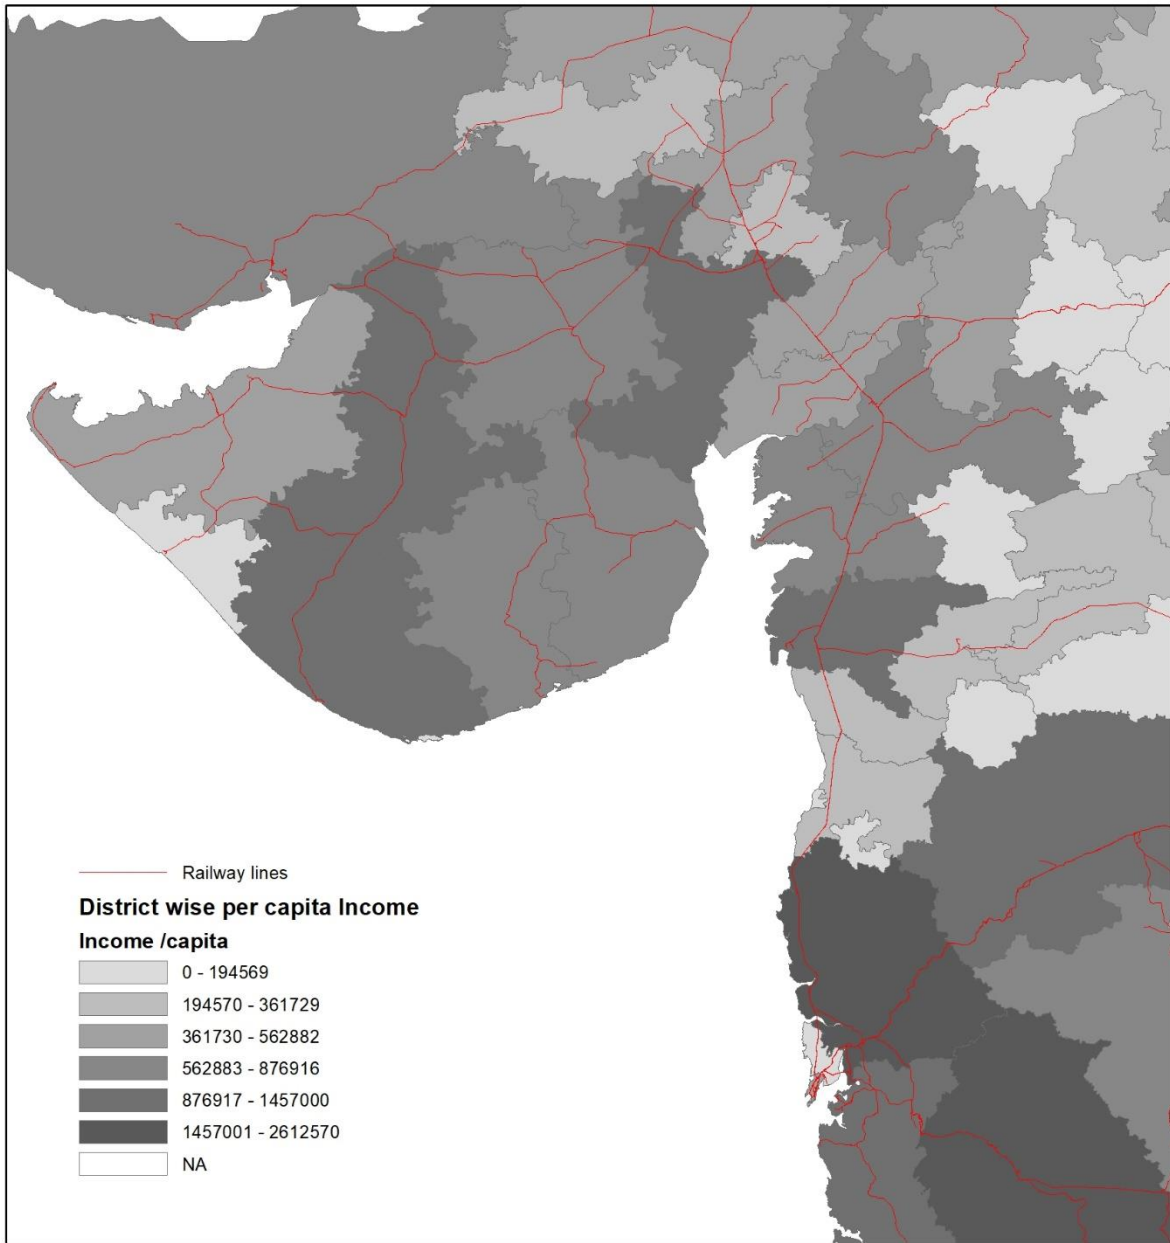 Railway lines
District wise per capita Income
Income /capita
0 - 194569
194570 - 361729
361730 - 562882
562883 - 876916
876917 - 1457000
1457001 - 2612570
NA